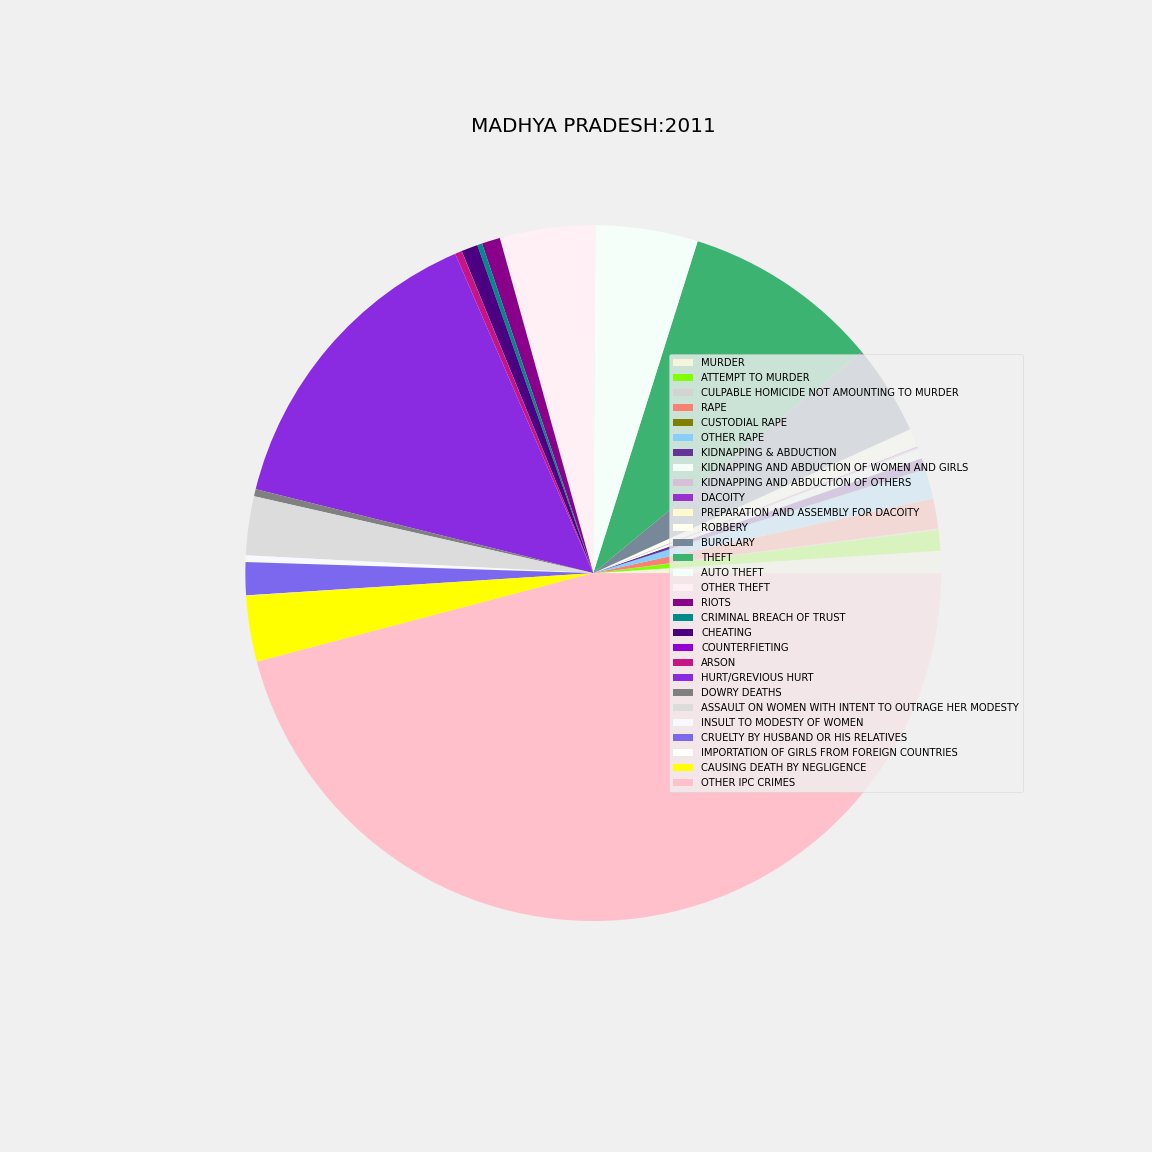 MADHYA PRADESH:2011
MURDER
ATTEMPT TO MURDER
CULPABLE HOMICIDE NOT AMOUNTING TO MURDER
RAPE
CUSTODIAL RAPE
OTHER RAPE
KIDNAPPING & ABDUCTION
KIDNAPPING AND ABDUCTION OF WOMEN AND GIRLS
KIDNAPPING AND ABDUCTION OF OTHERS
DACOITY
PREPARATION AND ASSEMBLY FOR DACOITY
ROBBERY
BURGLARY
THEFT
AUTO THEFT
OTHER THEFT
RIOTS
CRIMINAL BREACH OF TRUST
CHEATING
COUNTERFIETING
ARSON
HURT/GREVIOUS HURT
DOWRY DEATHS
ASSAULT ON WOMEN WITH INTENT TO OUTRAGE HER MODESTY
INSULT TO MODESTY OF WOMEN
CRUELTY BY HUSBAND OR HIS RELATIVES
IMPORTATION OF GIRLS FROM FOREIGN COUNTRIES
CAUSING DEATH BY NEGLIGENCE
OTHER IPC CRIMES